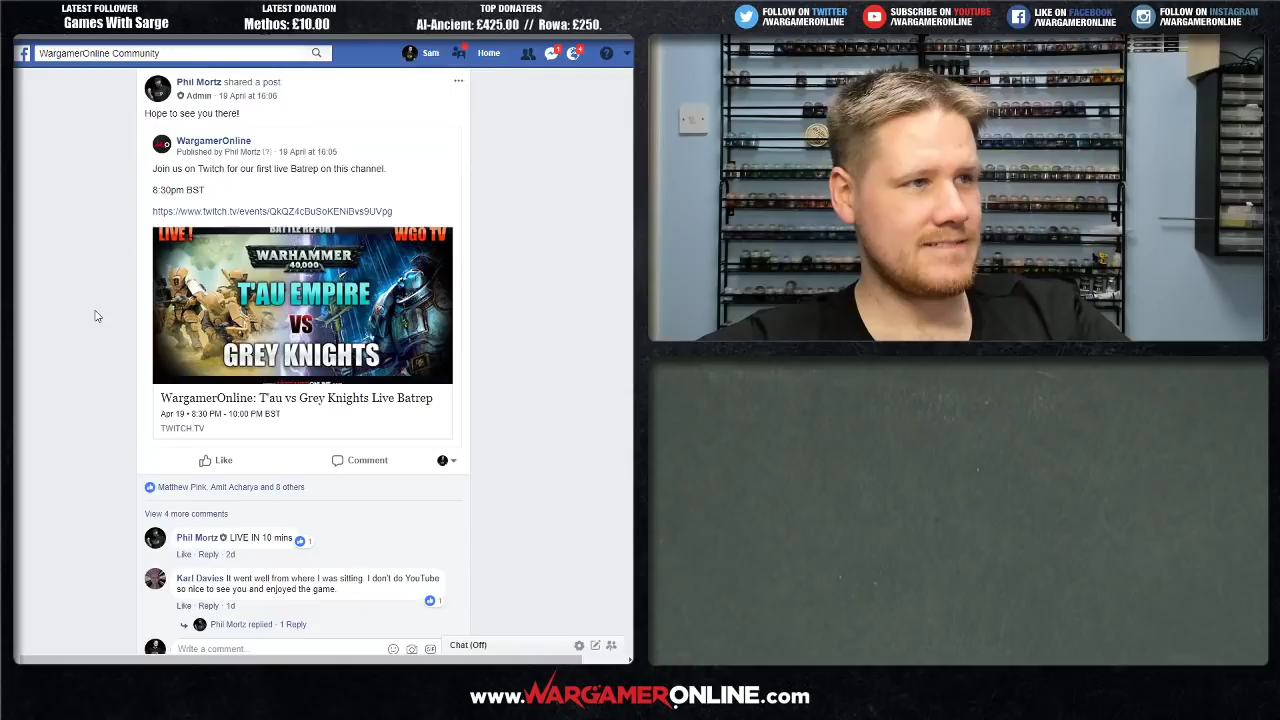 LATEST FOLLOWER
Games With Sarge
LATEST DONATION
Methos: £10.00
TOP DONATERS
Al-Ancient: £425.00 // Rowa: £250.
FOLLOW ON TWITTER
/WARGAMERONLINE
SUBSCRIBE ON YOUTUBE
/WARGAMERONLINE
LIKE ON FACEBOOK
/WARGAMERONLINE
FOLLOW ON INSTAGRAM
/WARGAMERONLINE
WargamerOnline Community
Sam
Home
1
4
Phil Mortz shared a post
Admin · 19 April at 16:06
Hope to see you there!
WargamerOnline
Published by Phil Mortz [?] · 19 April at 16:05
Join us on Twitch for our first live Batrep on this channel.
8:30pm BST
https://www.twitch.tv/events/QkQZ4cBuSoKENiBvs9UVpg
LIVE !
BATTLE REPORT
WGO TV
WARHAMMER
40,000
T'AU EMPIRE
VS
GREY KNIGHTS
WargamerOnline: T'au vs Grey Knights Live Batrep
Apr 19 • 8:30 PM - 10:00 PM BST
TWITCH.TV
Like
Comment
Matthew Pink, Amit Acharya and 8 others
View 4 more comments
Phil Mortz LIVE IN 10 mins
1
Like · Reply · 2d
Karl Davies It went well from where I was sitting. I don't do YouTube
so nice to see you and enjoyed the game.
1
Like · Reply · 1d
Phil Mortz replied · 1 Reply
Write a comment...
GIF
Chat (Off)
www.WARGAMERONLINE.com